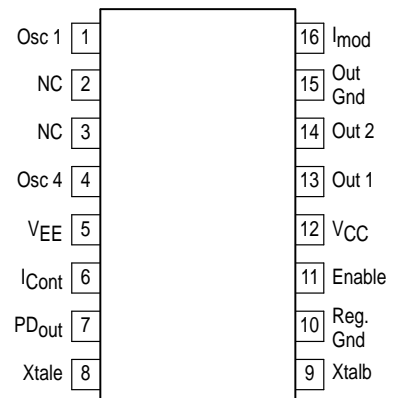 Osc 1 1
NC 2
NC 3
Osc 4 4
VEE 5
ICont 6
PDout 7
Xtale 8
16 Imod
15 Out
Gnd
14 Out 2
13 Out 1
12 VCC
11 Enable
10 Reg.
Gnd
9 Xtalb